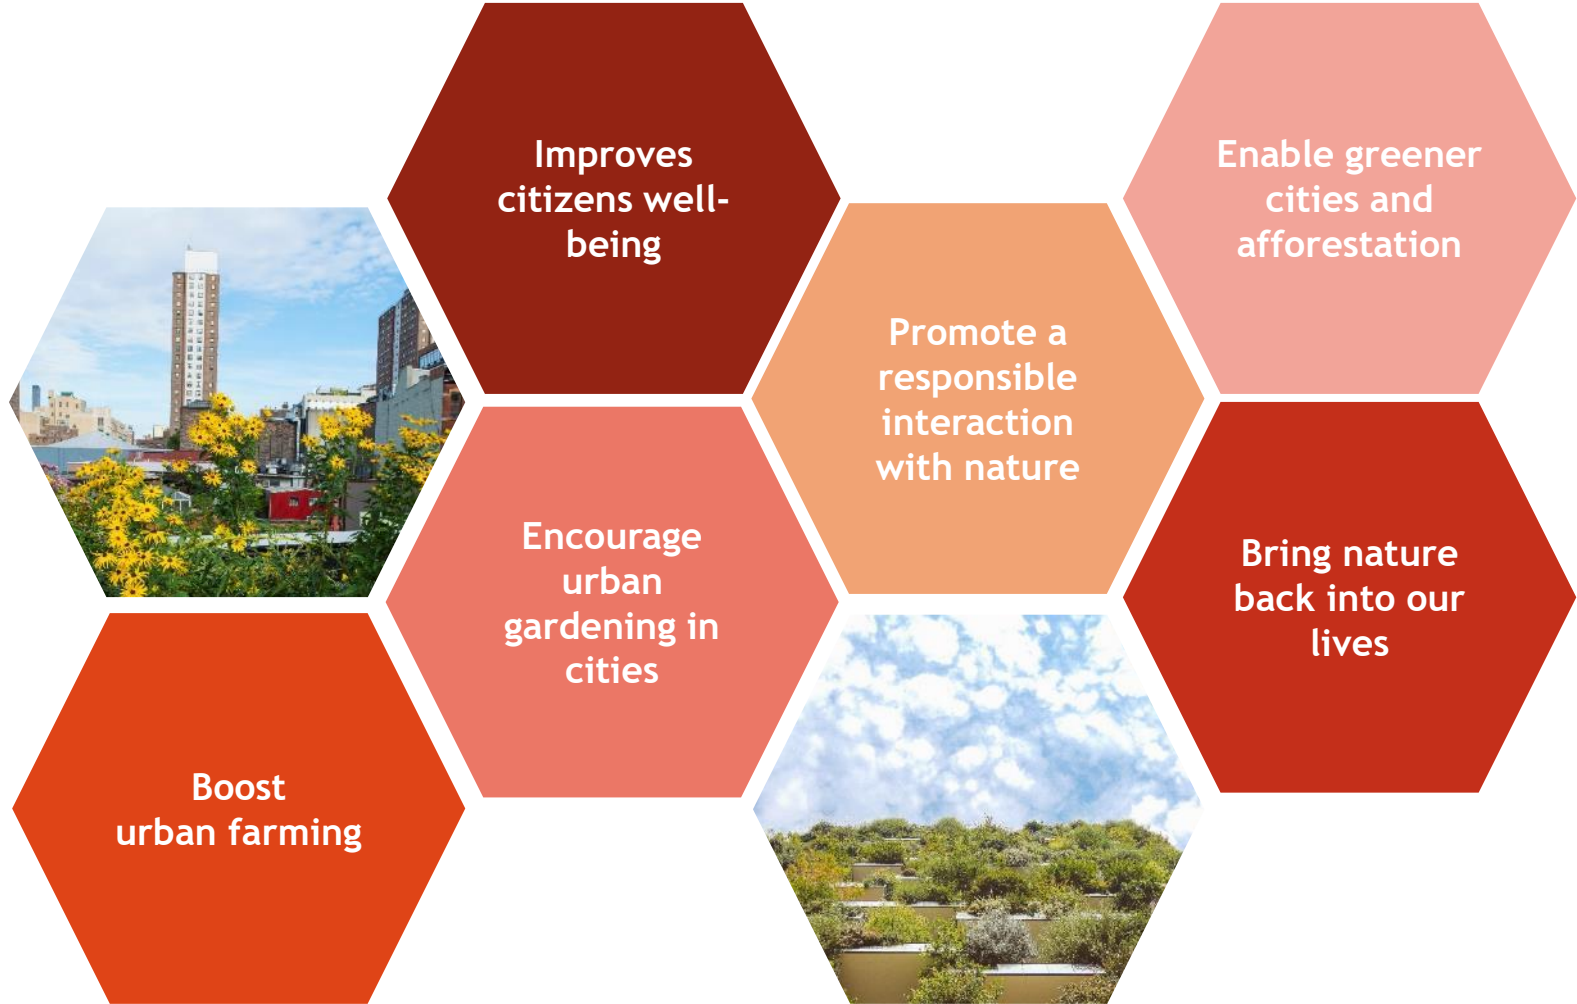 Improves
citizens well-
being
Enable greener
cities and
afforestation
Promote a
responsible
interaction
with nature
Encourage
urban
gardening in
cities
Bring nature
back into our
lives
Boost
urban farming